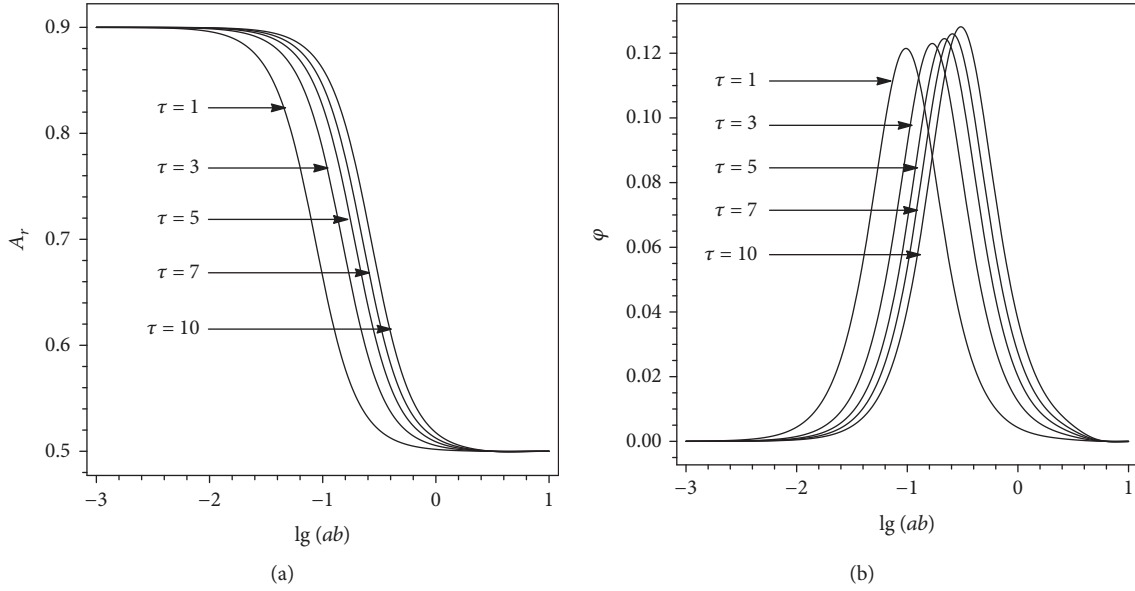 0.9
0.8
0.7
0.6
0.5
A_r
τ = 1
τ = 3
τ = 5
τ = 7
τ = 10
−3 −2 −1 0 1
lg (ab)
(a)
0.12
0.10
0.08
0.06
0.04
0.02
0.00
φ
τ = 1
τ = 3
τ = 5
τ = 7
τ = 10
−3 −2 −1 0 1
lg (ab)
(b)